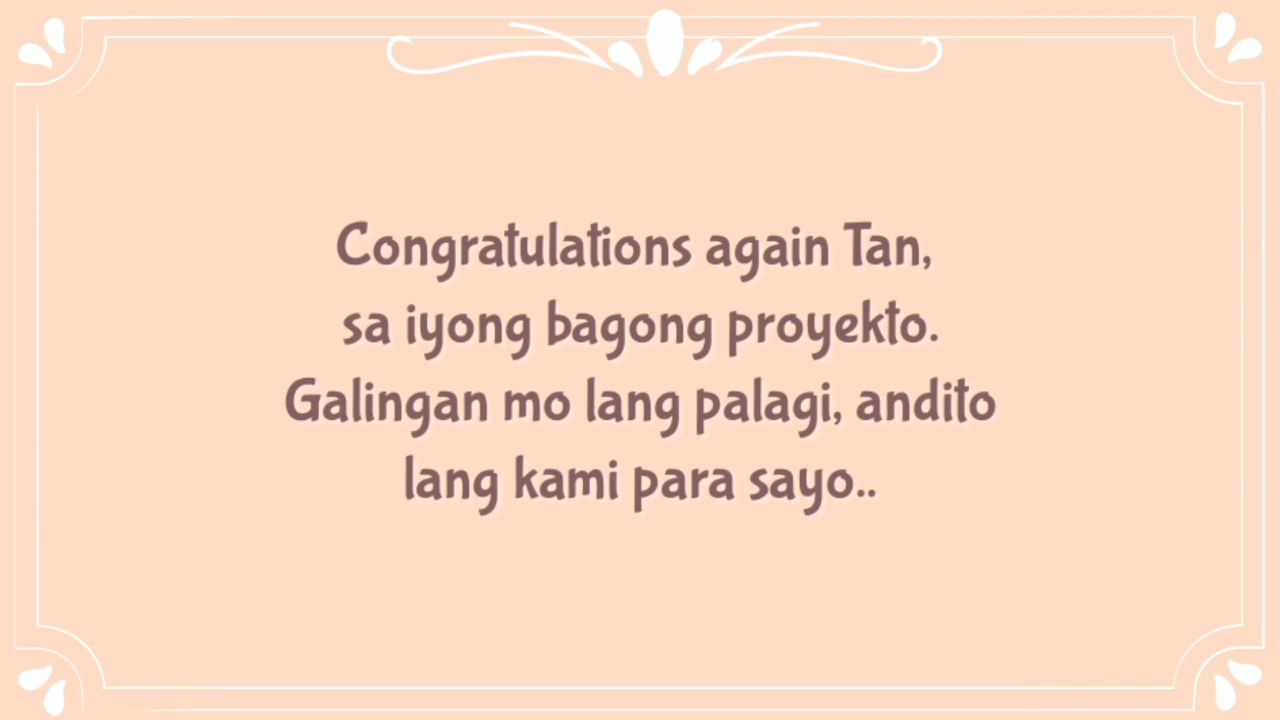 Congratulations again Tan,
sa iyong bagong proyekto.
Galingan mo lang palagi, andito
lang kami para sayo..